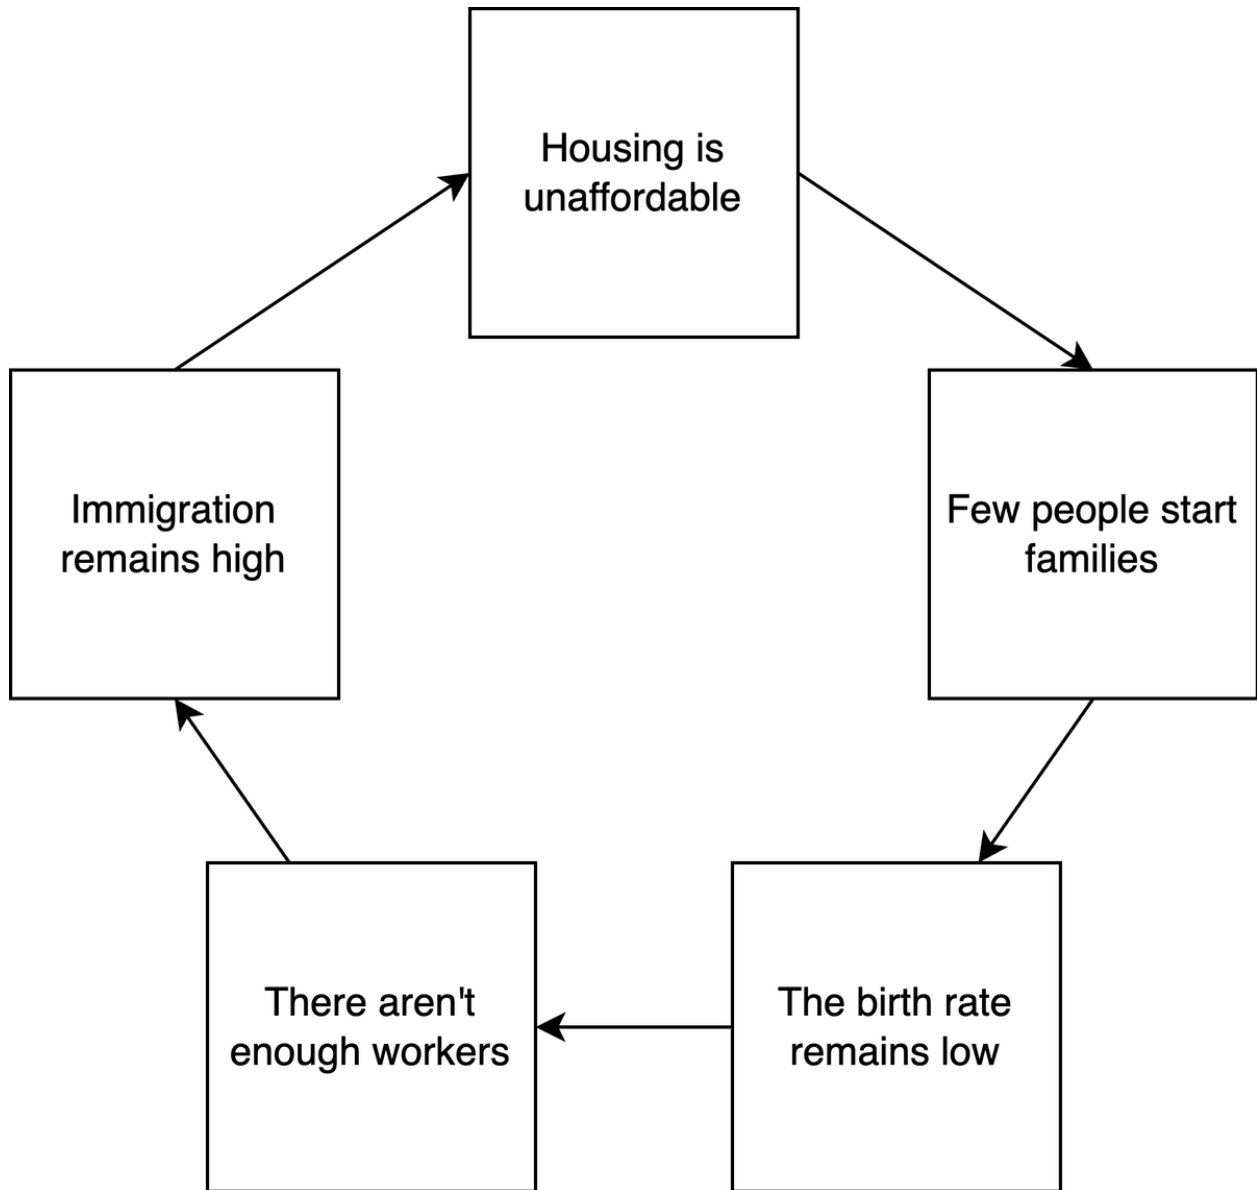 Housing is
unaffordable
Few people start
families
The birth rate
remains low
There aren't
enough workers
Immigration
remains high